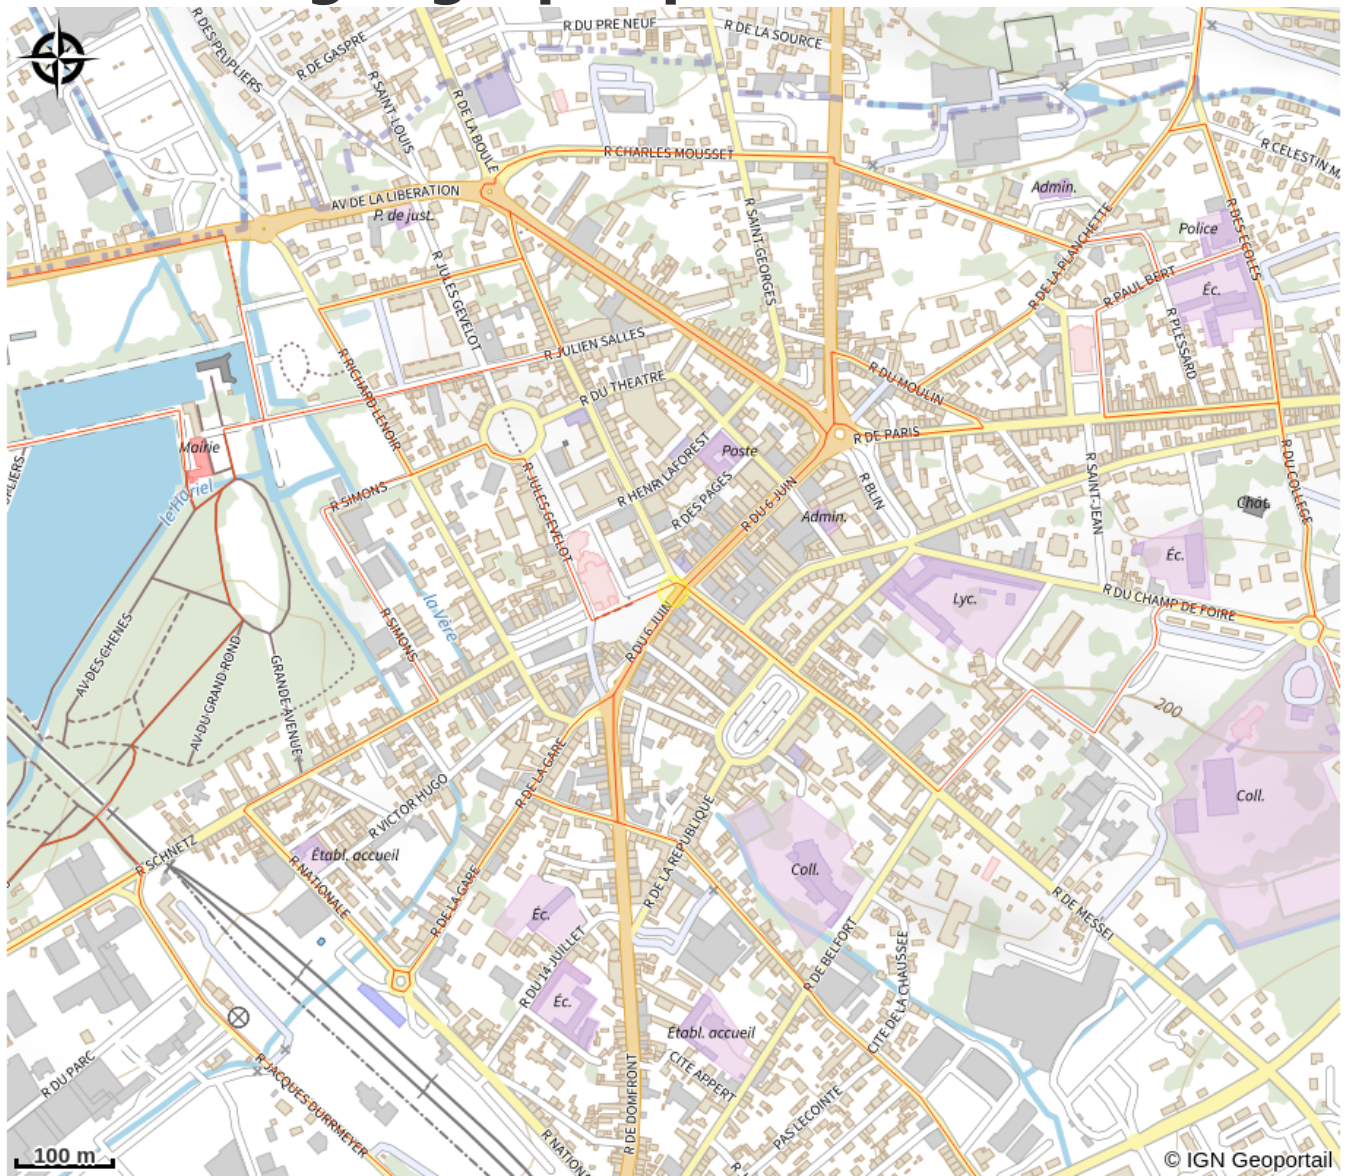 R DU PRE NEUF
R DE LA SOURCE
R DES PEUPLIERS
R DE GASPRE
R SAINT-LOUIS
R DE LA BOULE
R CHARLES MOUSSET
R CELESTIN M
AV DE LA LIBERATION
P. de just.
Admin.
Police
R DES ECOLES
R DE LA PLANCHETTE
R SAINT-GEORGES
R JULES GEVELOT
R PAUL BERT
Éc.
R PLESSARD
R JULIEN SALLES
R RICHARD LENOIR
R DU THEATRE
R DU MOULIN
R DE PARIS
Mairie
le Hariel
R SIMONS
R JULES GEVELOT
R HENRI LAFOREST
Poste
R DES PAGES
R DU 6 JUIN
R BLIN
Admin.
R SAINT-JEAN
Chât.
R DU COLLEGE
Éc.
R DU CHAMP DE FOIRE
Lyc.
la Vère
R SIMONS
R DU 6 JUIN
AV DES CHENES
AV DU GRAND ROND
GRANDE AVENUE
200
R DE LA GARE
R VICTOR HUGO
Coll.
R SCHNETZ
Établ. accueil
R NATIONALE
R DE LA GARE
R DE LA REPUBLIQUE
Coll.
R DE MESSEI
Éc.
R DU 14 JUILLET
R DE BELFORT
CITE DE LA CHAUSSEE
Éc.
Établ. accueil
CITE APPERT
R DU PARC
R JACQUES DURRMEYER
R DE DOMFRONT
PAS LECOINTE
R NATION
100 m
© IGN Geoportail